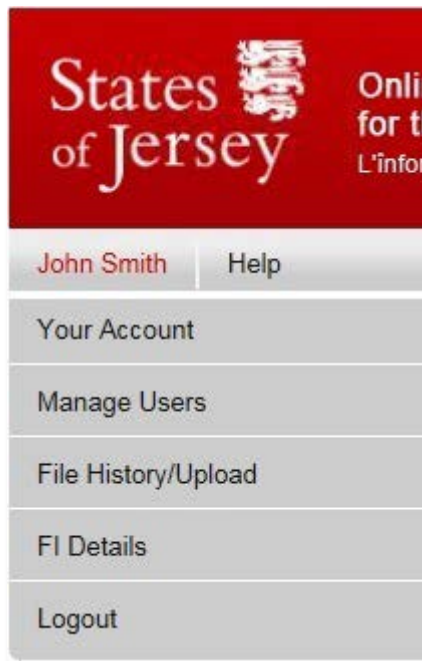 States
of Jersey
Onli
for t
L'înfor
John Smith Help
Your Account
Manage Users
File History/Upload
FI Details
Logout